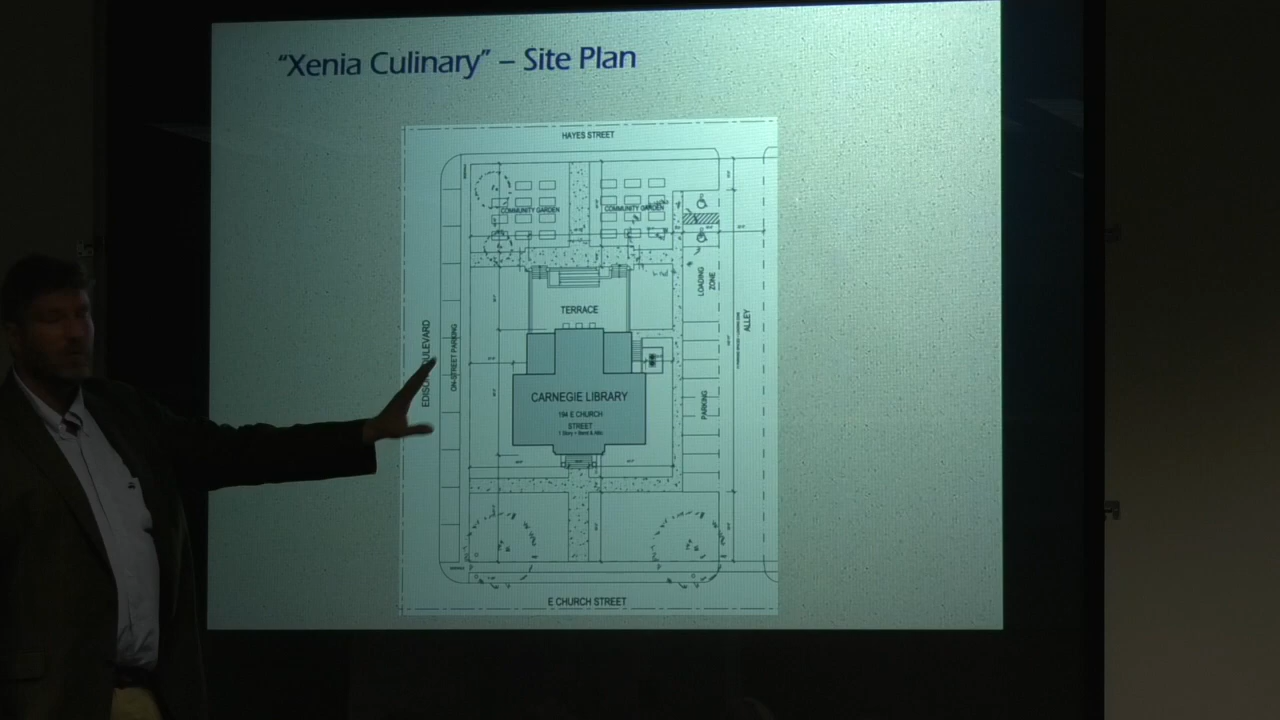 “Xenia Culinary” – Site Plan
HAYES STREET
COMMUNITY GARDEN
COMMUNITY GARDEN
LOADING
ZONE
TERRACE
EDISON BOULEVARD
ON-STREET PARKING
ALLEY
CARNEGIE LIBRARY
194 E CHURCH
STREET
PARKING
E CHURCH STREET